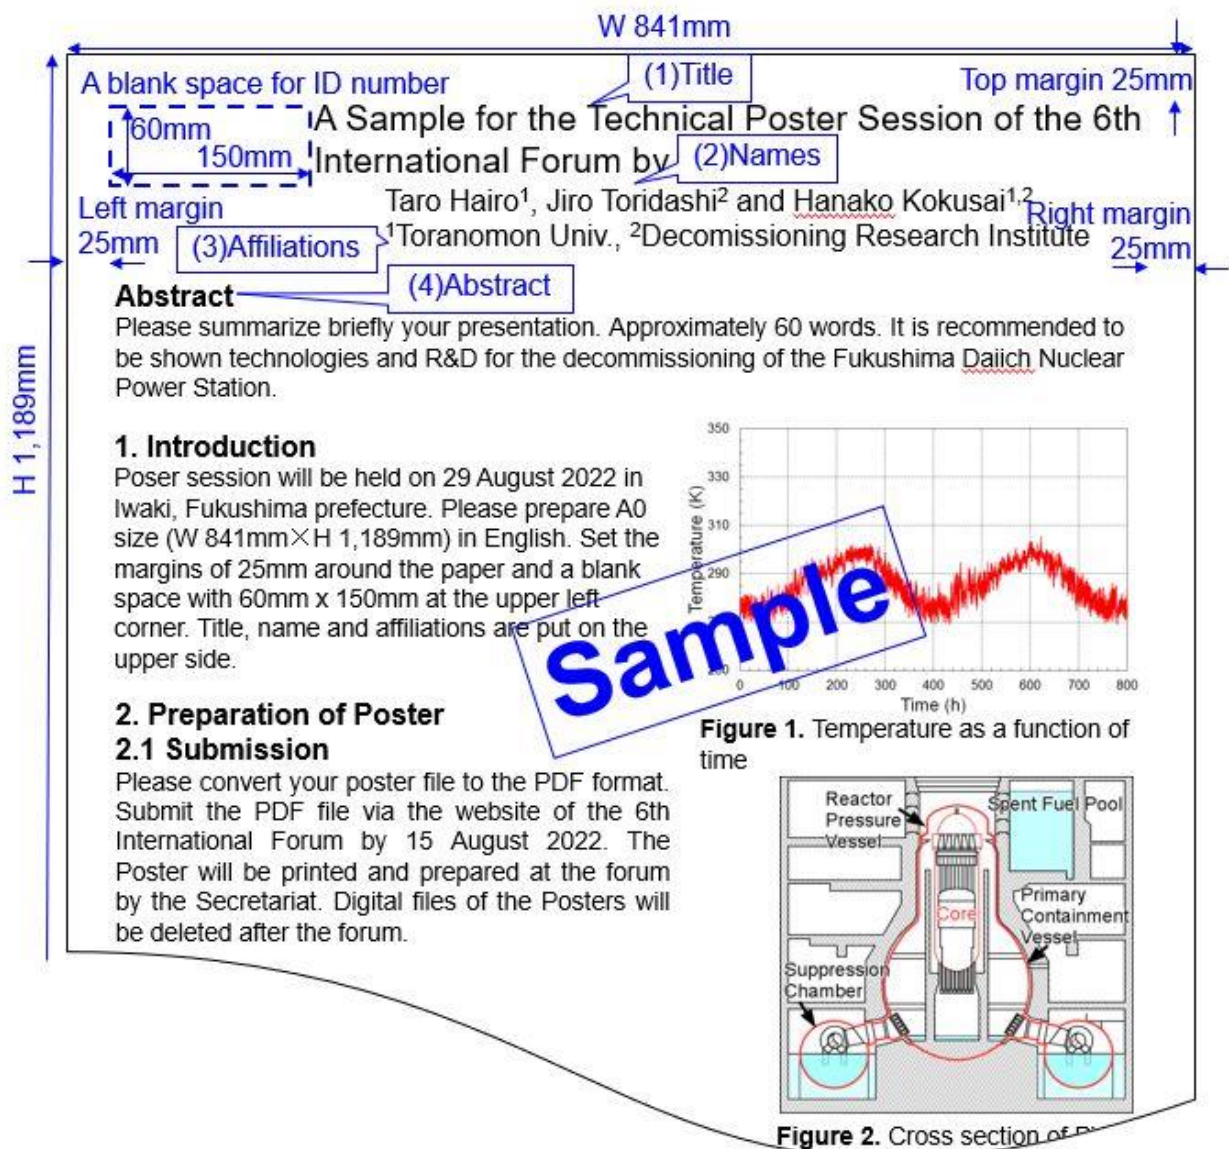 W 841mm
A blank space for ID number
(1)Title
Top margin 25mm
60mm
150mm
A Sample for the Technical Poster Session of the 6th
International Forum by
(2)Names
Taro Hairo¹, Jiro Toridashi² and Hanako Kokusai¹,²
Left margin
25mm
Right margin
25mm
(3)Affiliations
¹Toranomon Univ., ²Decomissioning Research Institute
H 1,189mm
Abstract
(4)Abstract
Please summarize briefly your presentation. Approximately 60 words. It is recommended to
be shown technologies and R&D for the decommissioning of the Fukushima Daiich Nuclear
Power Station.
1. Introduction
Poser session will be held on 29 August 2022 in
Iwaki, Fukushima prefecture. Please prepare A0
size (W 841mm×H 1,189mm) in English. Set the
margins of 25mm around the paper and a blank
space with 60mm x 150mm at the upper left
corner. Title, name and affiliations are put on the
upper side.
2. Preparation of Poster
2.1 Submission
Please convert your poster file to the PDF format.
Submit the PDF file via the website of the 6th
International Forum by 15 August 2022. The
Poster will be printed and prepared at the forum
by the Secretariat. Digital files of the Posters will
be deleted after the forum.
Sample
350
330
310
290
Temperature (K)
0 100 200 300 400 500 600 700 800
Time (h)
Figure 1. Temperature as a function of
time
Reactor
Pressure
Vessel
Spent Fuel Pool
Core
Primary
Containment
Vessel
Suppression
Chamber
Figure 2. Cross section of